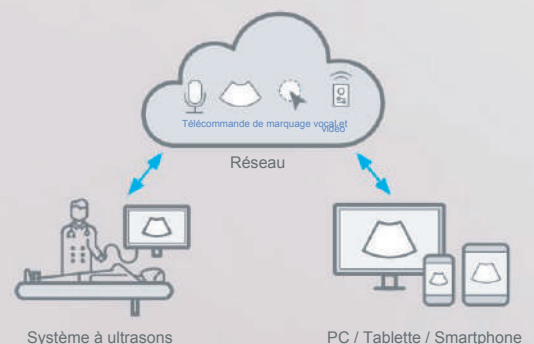 Télécommande de marquage vocal et
vidéo
Réseau
Système à ultrasons
PC / Tablette / Smartphone